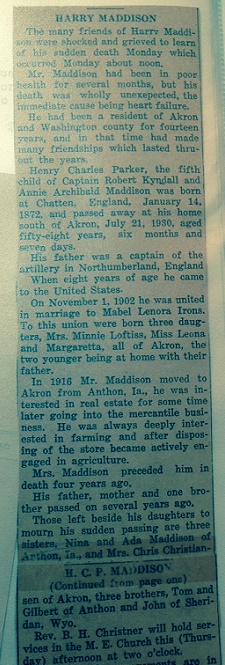 HARRY MADDISON
The many friends of Harry Maddi-
son were shocked and grieved to learn
of his sudden death Monday which
occurred Monday about noon.
Mr. Maddison had been in poor
health for several months, but his
death was wholly unexepected, the
immediate cause being heart failure.
He had been a resident of Akron
and Washington county for fourteen
years, and in that time had made
many friendships which lasted thru-
out the years.
Henry Charles Parker, the fifth
child of Captain Robert Kyndall and
Annie Archibald Maddison was born
at Chatten, England, January 14,
1872, and passed away at his home
south of Akron, July 21, 1930, aged
fifty-eight years, six months and
seven days.
His father was a captain of the
artillery in Northumberland, England
When eight years of age he came
to the United States.
On November 1, 1902 he was united
in marriage to Mabel Lenora Irons.
To this union were born three daug-
ters, Mrs. Minnie Loftiss, Miss Leona
and Margaretta, all of Akron, the
two younger being at home with their
father.
In 1916 Mr. Maddison moved to
Akron from Anthon, Ia., he was in-
terested in real estate for some time
later going into the mercantile busi-
ness. He was always deeply inter-
ested in farming and after dispos-
ing of the store became actively en-
gaged in agriculture.
Mrs. Maddison preceded him in
death four years ago.
His father, mother and one bro-
ther passed on several years ago.
Those left beside his daughters to
mourn his sudden passing are three
sisters, Nina and Ada Maddison of
Anthon, Ia., and Mrs. Chris Christian-
H. C. P. MADDISON
(Continued from page one)
sen of Akron, three brothers, Tom and
Gilbert of Anthon and John of Sheri-
dan, Wyo.
Rev. B. H. Christner will hold ser-
vices in the M. E. Church this (Thurs-
day) afternoon at two o'clock.